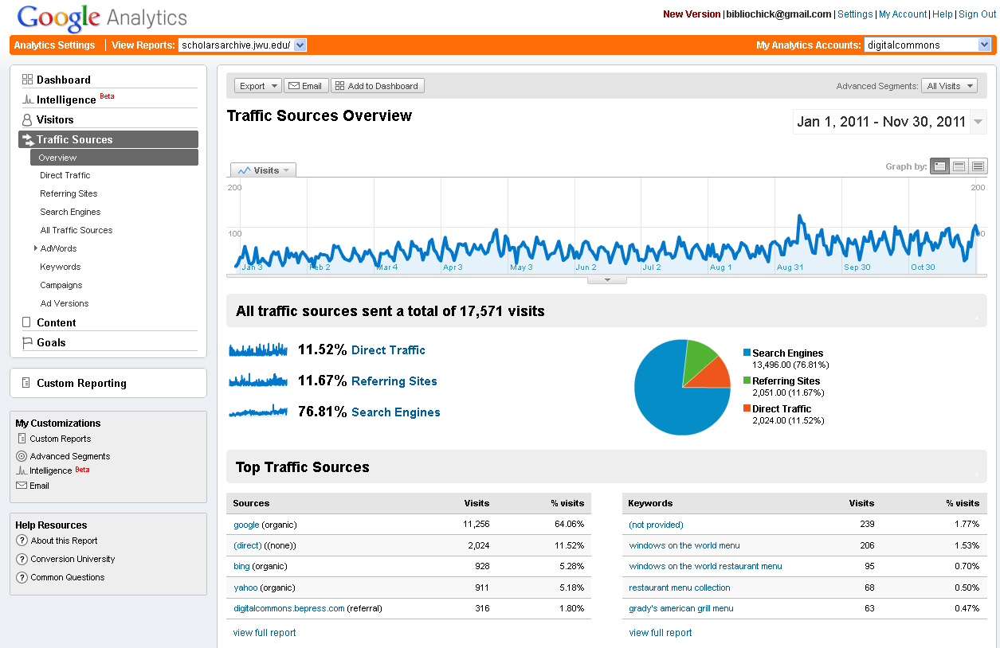 Google Analytics
New Version | bibliochick@gmail.com | Settings | My Account | Help | Sign Out
Analytics Settings | View Reports: scholarsarchive.jwu.edu/
My Analytics Accounts: digitalcommons
Dashboard
Intelligence Beta
Visitors
Traffic Sources
Overview
Direct Traffic
Referring Sites
Search Engines
All Traffic Sources
AdWords
Keywords
Campaigns
Ad Versions
Content
Goals
Custom Reporting
My Customizations
Custom Reports
Advanced Segments
Intelligence Beta
Email
Help Resources
? About this Report
? Conversion University
? Common Questions
Export Email Add to Dashboard
Advanced Segments: All Visits
Traffic Sources Overview
Jan 1, 2011 - Nov 30, 2011
Visits
Graph by:
200 200
100
Jan 3 Feb 2 Mar 4 Apr 3 May 3 Jun 2 Jul 2 Aug 1 Aug 31 Sep 30 Oct 30
All traffic sources sent a total of 17,571 visits
11.52% Direct Traffic
11.67% Referring Sites
76.81% Search Engines
Search Engines
13,496.00 (76.81%)
Referring Sites
2,051.00 (11.67%)
Direct Traffic
2,024.00 (11.52%)
Top Traffic Sources
Sources Visits % visits
google (organic) 11,256 64.06%
(direct) ((none)) 2,024 11.52%
bing (organic) 928 5.28%
yahoo (organic) 911 5.18%
digitalcommons.bepress.com (referral) 316 1.80%
view full report
Keywords Visits % visits
(not provided) 239 1.77%
windows on the world menu 206 1.53%
windows on the world restaurant menu 95 0.70%
restaurant menu collection 68 0.50%
grady's american grill menu 63 0.47%
view full report